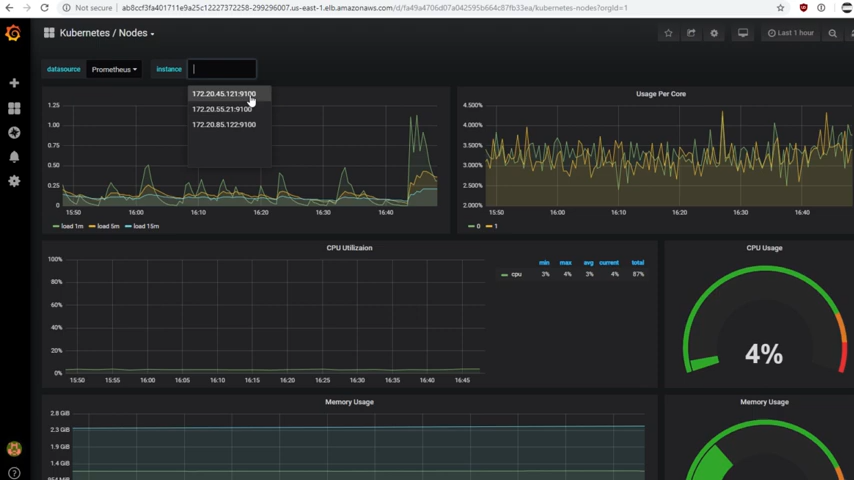 Not secure
ab8ccf3fa401711e9a25c12227372258-299296007.us-east-1.elb.amazonaws.com/d/fa49a4706d07a042595b664c87fb33ea/kubernetes-nodes?orgId=1
Kubernetes / Nodes
Last 1 hour
datasource
Prometheus
instance
172.20.45.121:9100
172.20.55.21:9100
172.20.85.122:9100
1.25
1.00
0.75
0.50
0.25
0
15:50 16:00 16:10 16:20 16:30 16:40
load 1m load 5m load 15m
Usage Per Core
4.500%
4.000%
3.500%
3.000%
2.500%
2.000%
15:50 16:00 16:10 16:20 16:30 16:40
0 1
CPU Utilizaion
100%
80%
60%
40%
20%
0%
15:50 15:55 16:00 16:05 16:10 16:15 16:20 16:25 16:30 16:35 16:40 16:45
min max avg current total
cpu 3% 4% 3% 4% 87%
CPU Usage
4%
Memory Usage
2.8 GiB
2.3 GiB
1.9 GiB
1.4 GiB
Memory Usage